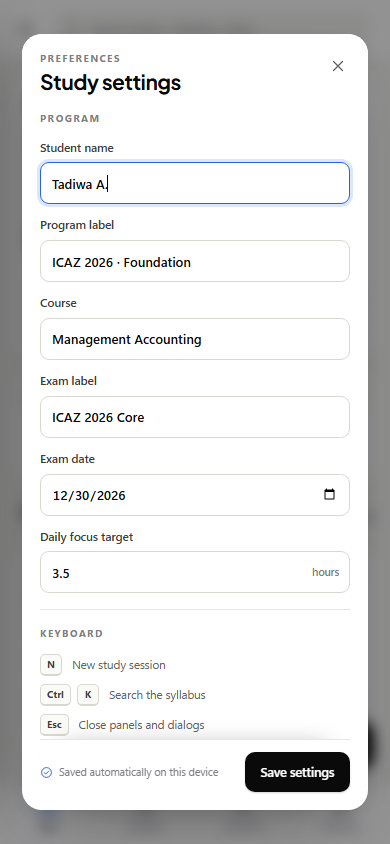 PREFERENCES
Study settings
PROGRAM
Student name
Tadiwa A.
Program label
ICAZ 2026 · Foundation
Course
Management Accounting
Exam label
ICAZ 2026 Core
Exam date
12/30/2026
Daily focus target
3.5 hours
KEYBOARD
N New study session
Ctrl K Search the syllabus
Esc Close panels and dialogs
Saved automatically on this device
Save settings